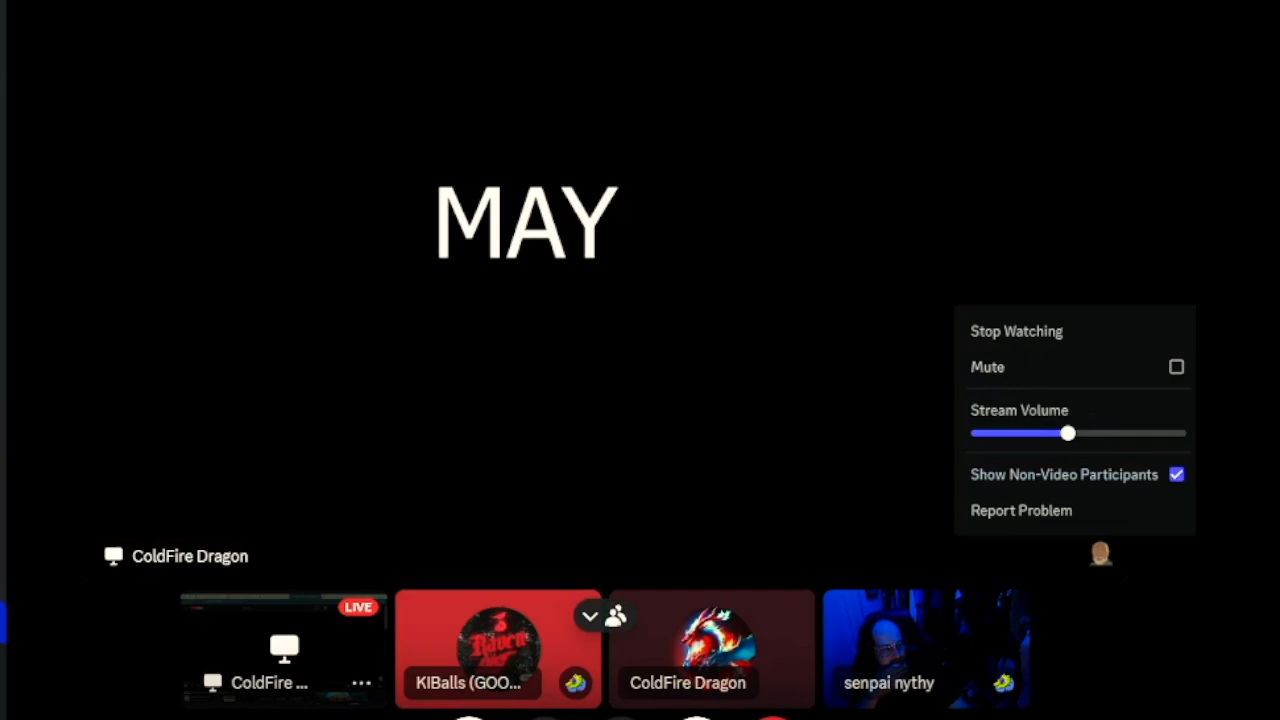 MAY
Stop Watching
Mute
Stream Volume
Show Non-Video Participants
Report Problem
ColdFire Dragon
LIVE
ColdFire ...
Raven
KIBalls (GOO...
ColdFire Dragon
senpai nythy